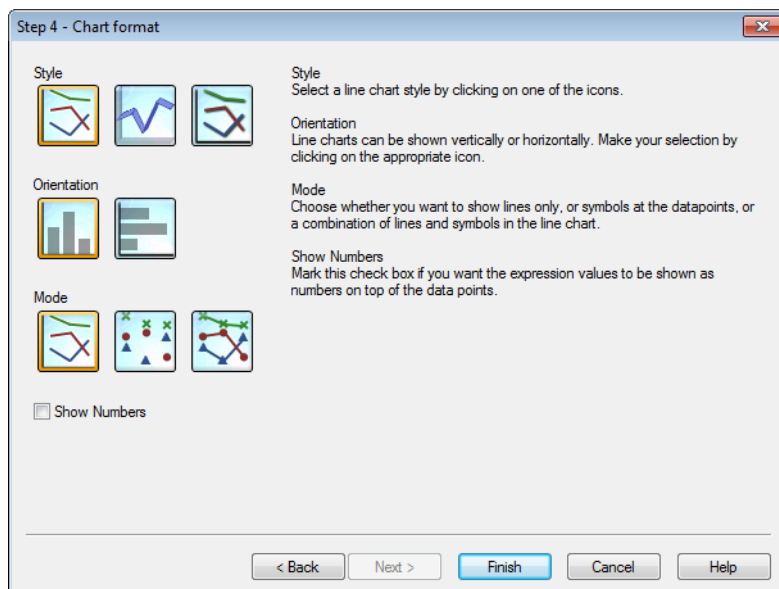 Step 4 - Chart format
Style
Style
Select a line chart style by clicking on one of the icons.
Orientation
Line charts can be shown vertically or horizontally. Make your selection by
clicking on the appropriate icon.
Orientation
Mode
Choose whether you want to show lines only, or symbols at the datapoints, or
a combination of lines and symbols in the line chart.
Show Numbers
Mark this check box if you want the expression values to be shown as
numbers on top of the data points.
Mode
Show Numbers
< Back
Next >
Finish
Cancel
Help